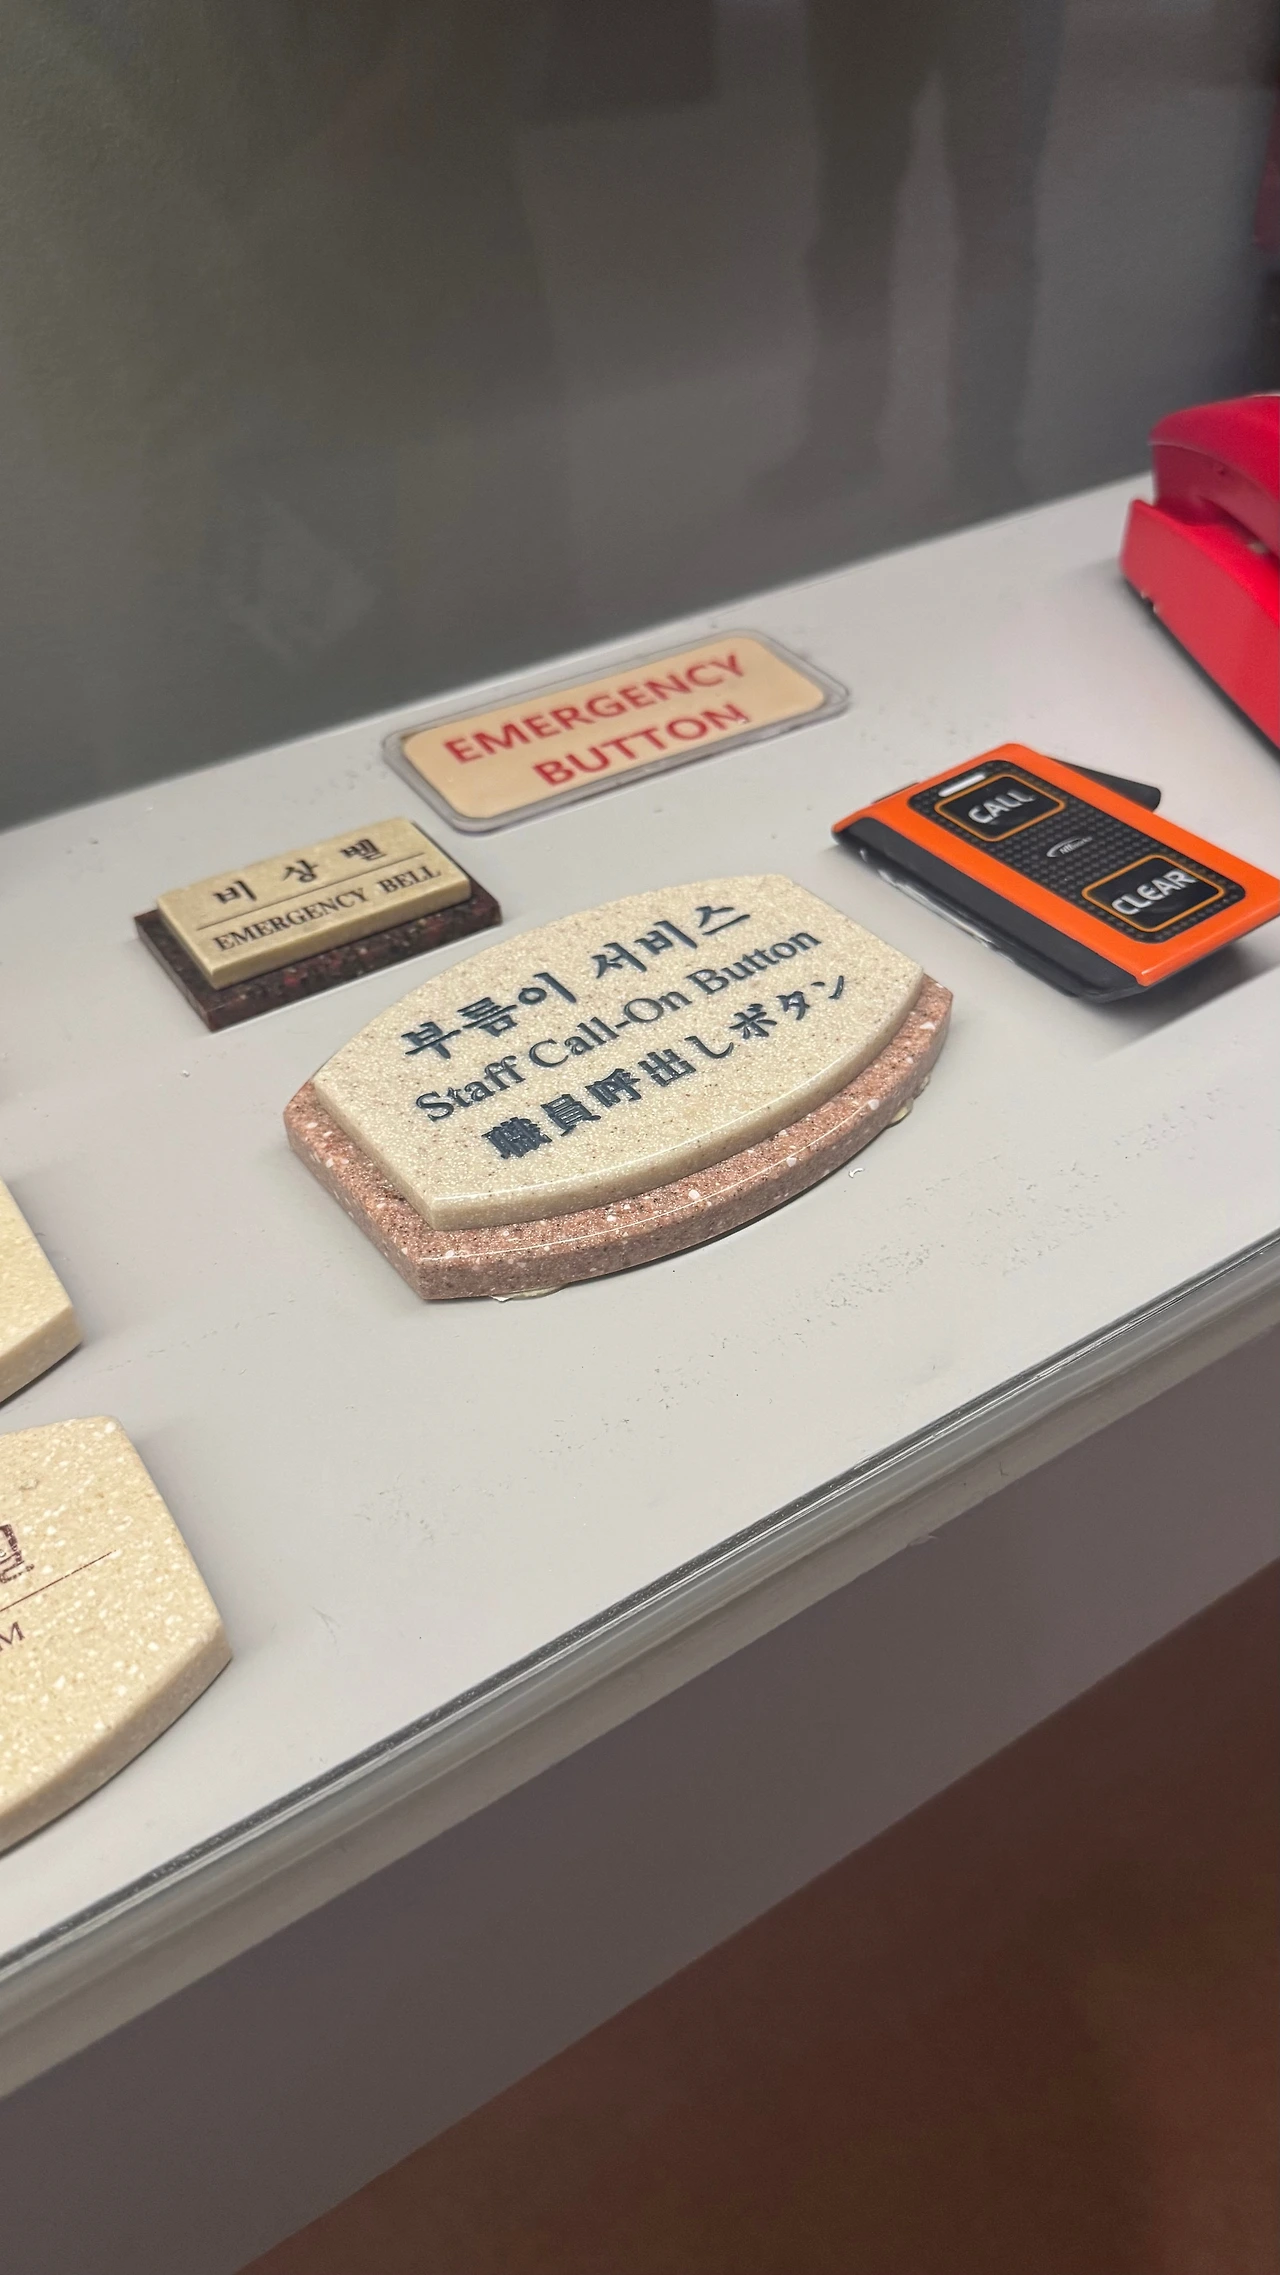 EMERGENCY
BUTTON
CALL
CLEAR
비상벨
EMERGENCY BELL
부름이 서비스
Staff Call-On Button
職員呼出しボタン
M